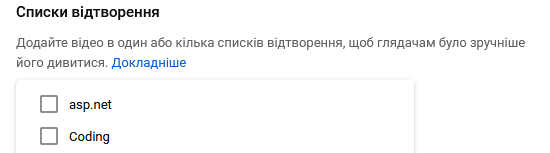 Списки відтворення
Додайте відео в один або кілька списків відтворення, щоб глядачам було зручніше
його дивитися. Докладніше
asp.net
Coding